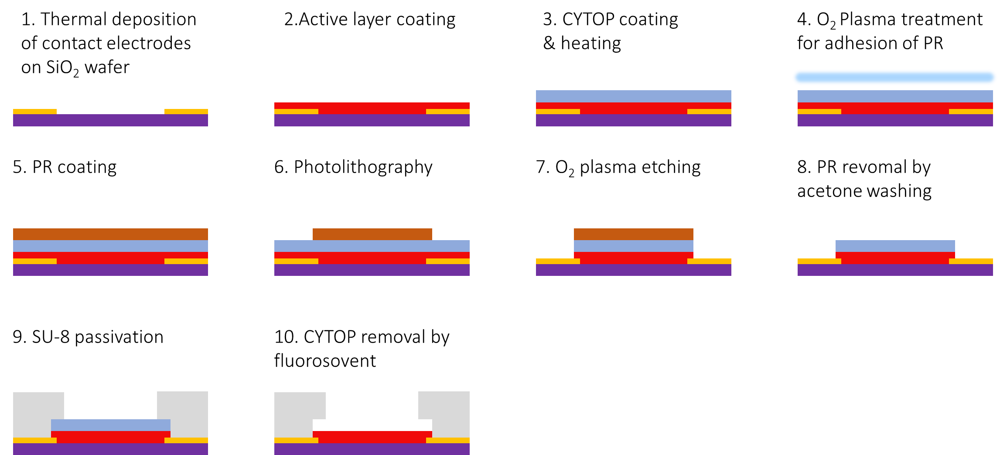 1. Thermal deposition
of contact electrodes
on SiO₂ wafer
2.Active layer coating
3. CYTOP coating
& heating
4. O₂ Plasma treatment
for adhesion of PR
5. PR coating
6. Photolithography
7. O₂ plasma etching
8. PR revomal by
acetone washing
9. SU-8 passivation
10. CYTOP removal by
fluorosovent